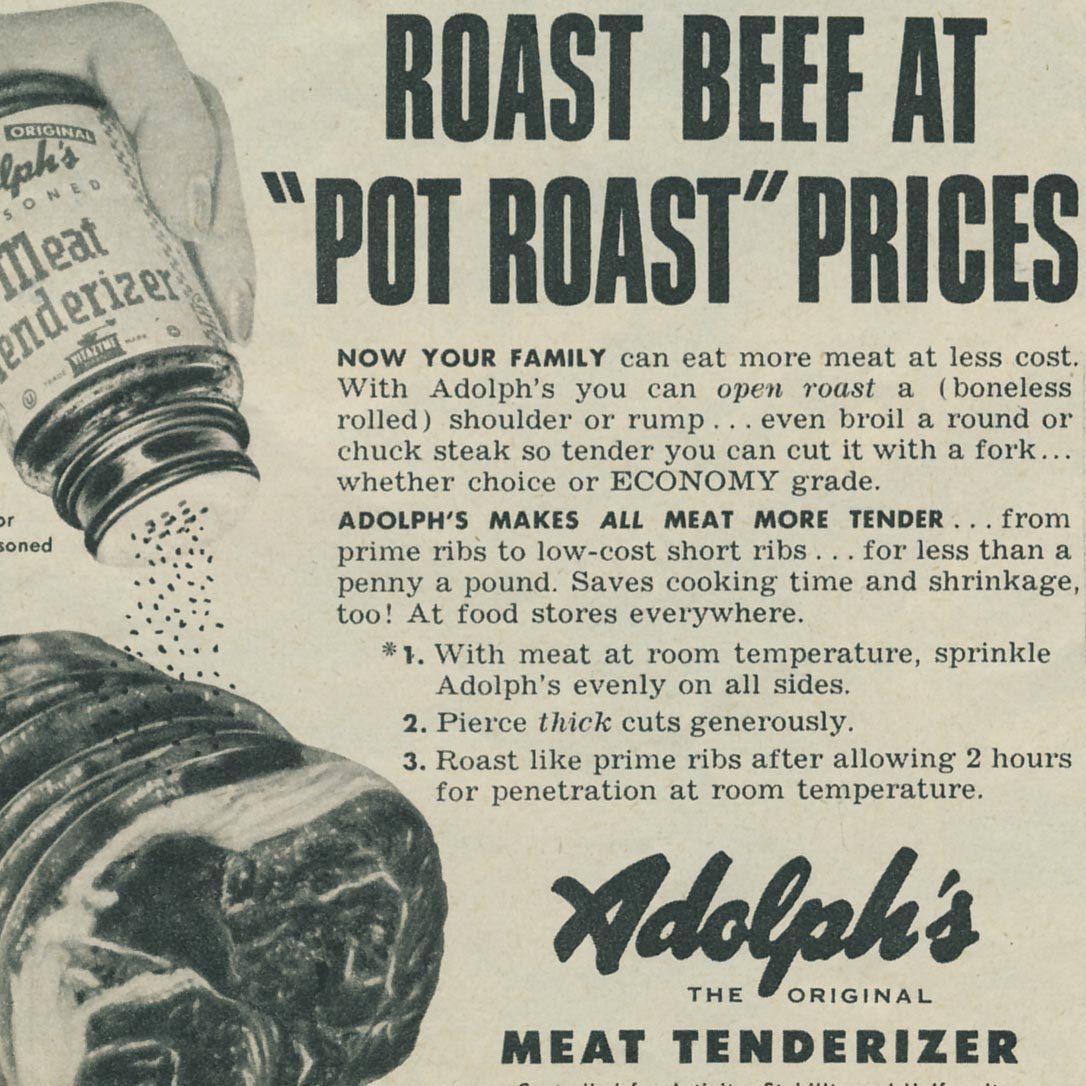 ROAST BEEF AT
"POT ROAST" PRICES
ORIGINAL
lph's
SONED
Meat
enderizer
TRADE VITAZYME MARK
U
or
soned
NOW YOUR FAMILY can eat more meat at less cost.
With Adolph's you can open roast a (boneless
rolled) shoulder or rump ... even broil a round or
chuck steak so tender you can cut it with a fork...
whether choice or ECONOMY grade.
ADOLPH'S MAKES ALL MEAT MORE TENDER ... from
prime ribs to low-cost short ribs ... for less than a
penny a pound. Saves cooking time and shrinkage,
too! At food stores everywhere.
*1. With meat at room temperature, sprinkle
Adolph's evenly on all sides.
2. Pierce thick cuts generously.
3. Roast like prime ribs after allowing 2 hours
for penetration at room temperature.
Adolph's
THE ORIGINAL
MEAT TENDERIZER